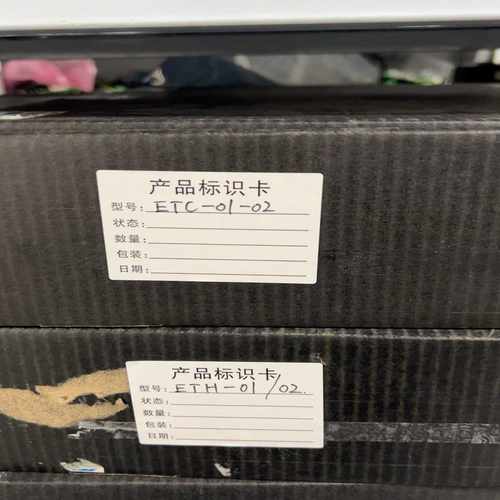 产品标识卡
型号: ETC-01-02
状态:
数量:
包装:
日期:
产品标识卡
型号: ETH-01/02.
状态:
数量:
包装:
日期: